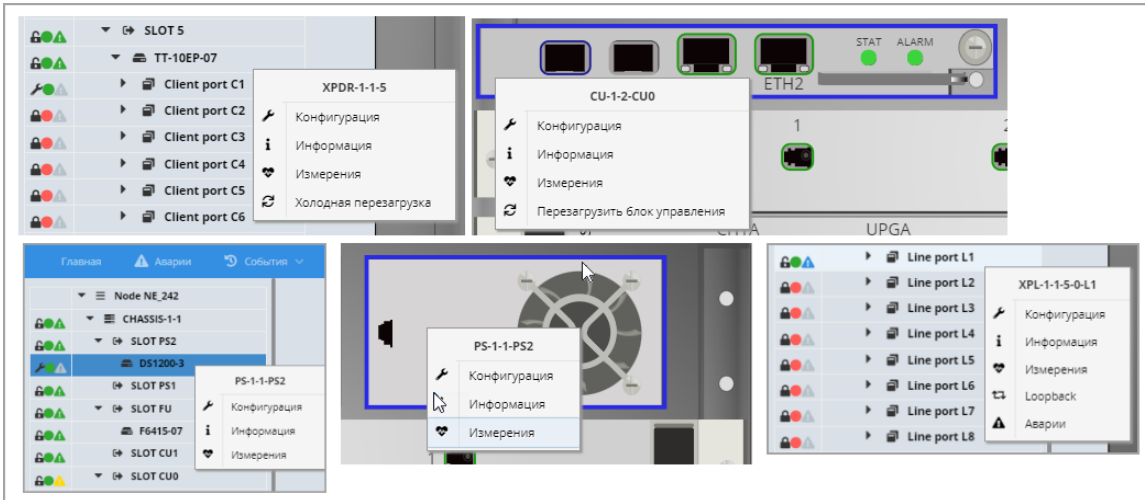 SLOT 5
TT-10EP-07
Client port C1
Client port C2
Client port C3
Client port C4
Client port C5
Client port C6
XPDR-1-1-5
Конфигурация
Информация
Измерения
Холодная перезагрузка
STAT ALARM
ETH2
CU-1-2-CU0
Конфигурация
Информация
Измерения
Перезагрузить блок управления
1
UPGA
Главная Аварии События
Node NE_242
CHASSIS-1-1
SLOT PS2
DS1200-3
SLOT PS1
SLOT FU
F6415-07
SLOT CU1
SLOT CU0
PS-1-1-PS2
Конфигурация
Информация
Измерения
PS-1-1-PS2
Конфигурация
Информация
Измерения
Line port L1
Line port L2
Line port L3
Line port L4
Line port L5
Line port L6
Line port L7
Line port L8
XPL-1-1-5-0-L1
Конфигурация
Информация
Измерения
Loopback
Аварии